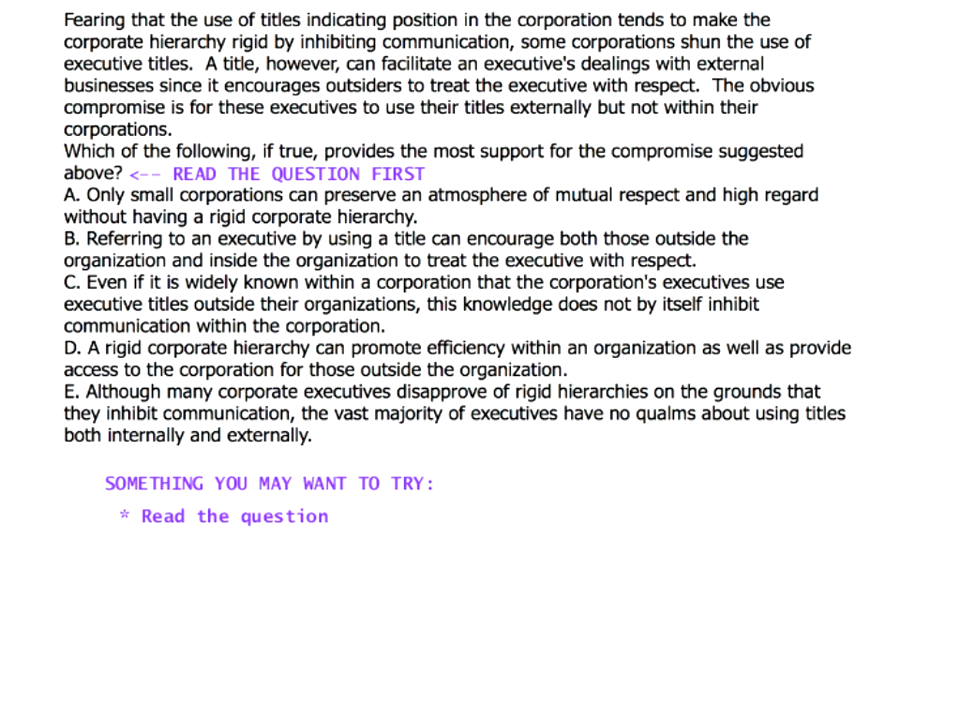 Fearing that the use of titles indicating position in the corporation tends to make the
corporate hierarchy rigid by inhibiting communication, some corporations shun the use of
executive titles.  A title, however, can facilitate an executive's dealings with external
businesses since it encourages outsiders to treat the executive with respect.  The obvious
compromise is for these executives to use their titles externally but not within their
corporations.
Which of the following, if true, provides the most support for the compromise suggested
above? <-- READ THE QUESTION FIRST
A. Only small corporations can preserve an atmosphere of mutual respect and high regard
without having a rigid corporate hierarchy.
B. Referring to an executive by using a title can encourage both those outside the
organization and inside the organization to treat the executive with respect.
C. Even if it is widely known within a corporation that the corporation's executives use
executive titles outside their organizations, this knowledge does not by itself inhibit
communication within the corporation.
D. A rigid corporate hierarchy can promote efficiency within an organization as well as provide
access to the corporation for those outside the organization.
E. Although many corporate executives disapprove of rigid hierarchies on the grounds that
they inhibit communication, the vast majority of executives have no qualms about using titles
both internally and externally.
SOMETHING YOU MAY WANT TO TRY:
* Read the question